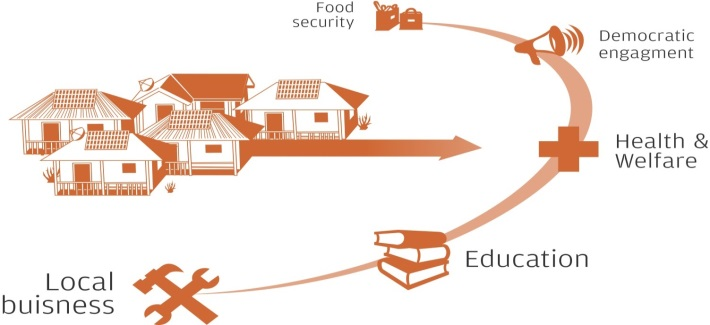 Food
security
Democratic
engagment
Health &
Welfare
Education
Local
buisness